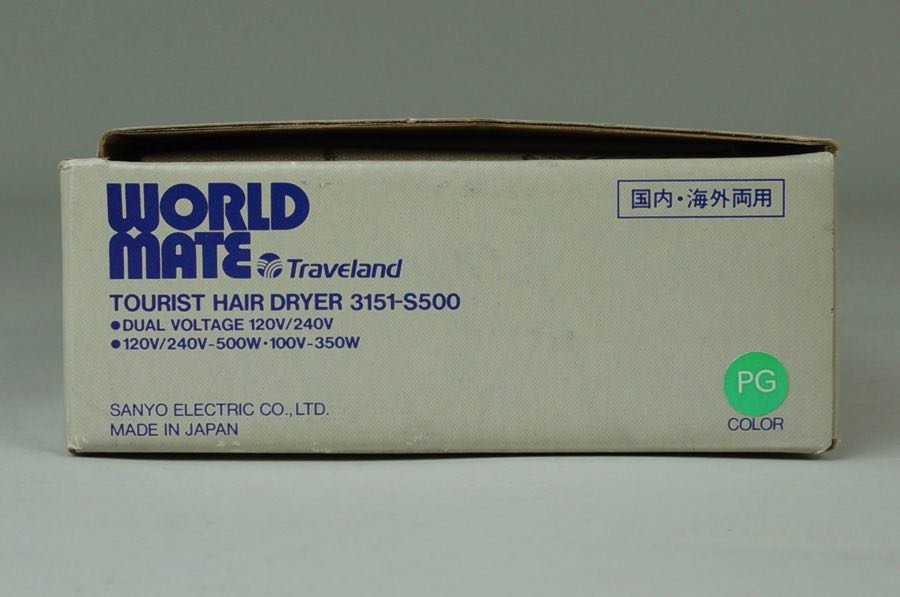 WORLD
MATE Traveland
国内・海外両用
TOURIST HAIR DRYER 3151-S500
●DUAL VOLTAGE 120V/240V
●120V/240V-500W・100V-350W
SANYO ELECTRIC CO.,LTD.
MADE IN JAPAN
PG
COLOR